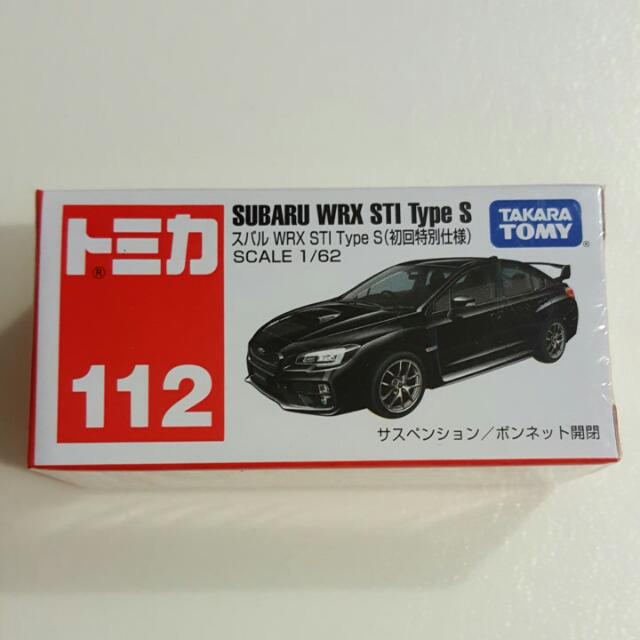 トミカ
®
112
SUBARU WRX STI Type S
スバル WRX STI Type S(初回特別仕様)
SCALE 1/62
TAKARA
TOMY
®
サスペンション/ボンネット開閉